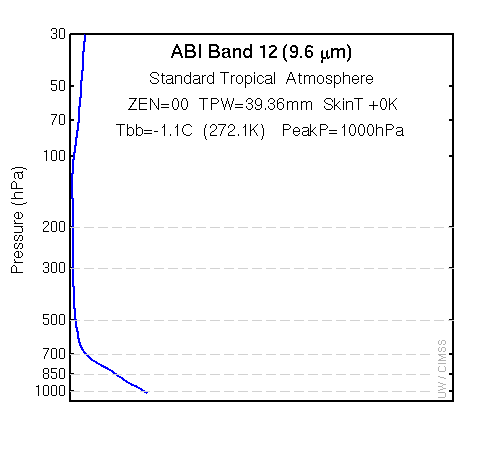 ABI Band 12 (9.6 μm)
Standard Tropical Atmosphere
ZEN=00 TPW=39.36mm SkinT +0K
Tbb=-1.1C (272.1K) PeakP=1000hPa
Pressure (hPa)
30
50
70
100
200
300
500
700
850
1000
UW / CIMSS